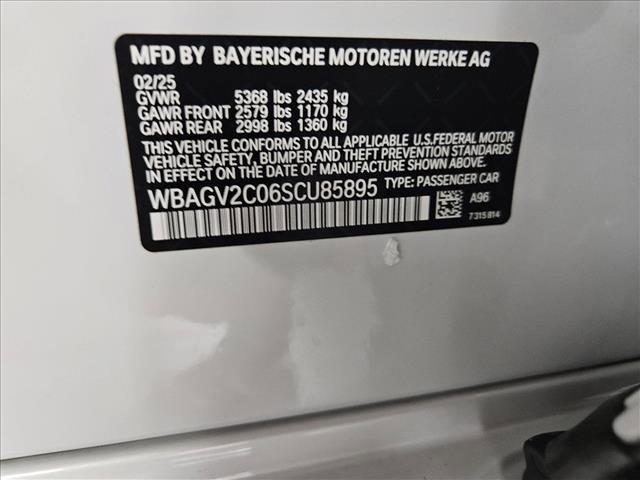 MFD BY BAYERISCHE MOTOREN WERKE AG
02/25
GVWR 5368 lbs 2435 kg
GAWR FRONT 2579 lbs 1170 kg
GAWR REAR 2998 lbs 1360 kg
THIS VEHICLE CONFORMS TO ALL APPLICABLE U.S.FEDERAL MOTOR
VEHICLE SAFETY, BUMPER AND THEFT PREVENTION STANDARDS
IN EFFECT ON THE DATE OF MANUFACTURE SHOWN ABOVE.
WBAGV2C06SCU85895 TYPE: PASSENGER CAR
A96
7315814